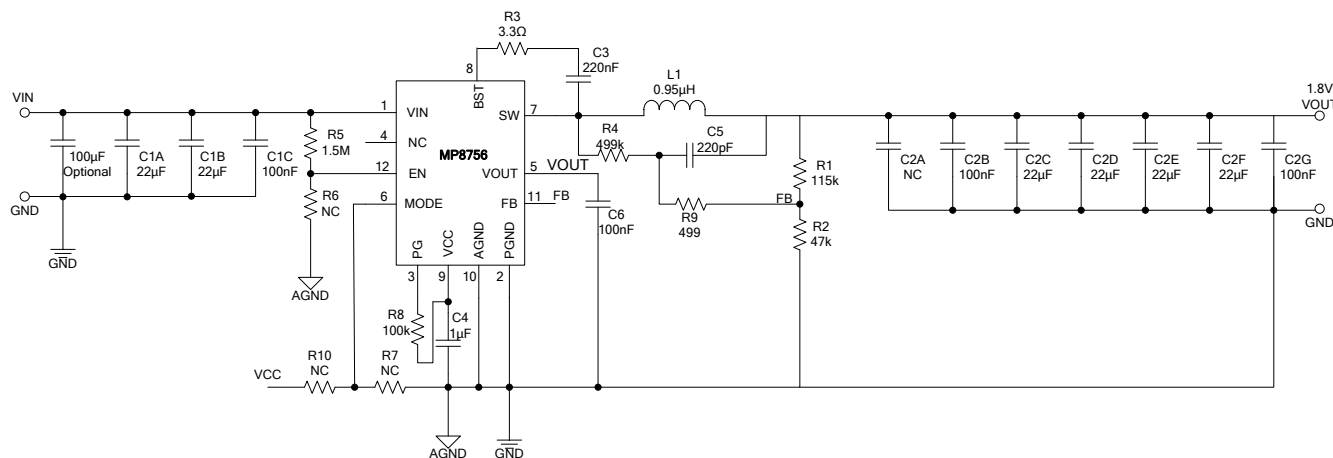 R3
3.3Ω
C3
220nF
8
BST
L1
0.95µH
VIN
1
VIN
SW
7
1.8V
VOUT
100µF
Optional
C1A
22µF
C1B
22µF
C1C
100nF
R5
1.5M
4
NC
MP8756
R4
499k
C5
220pF
12
EN
VOUT
5
VOUT
R1
115k
C2A
NC
C2B
100nF
C2C
22µF
C2D
22µF
C2E
22µF
C2F
22µF
C2G
100nF
GND
R6
NC
6
MODE
FB
11
FB
C6
100nF
R9
499
FB
R2
47k
GND
GND
AGND
PG
VCC
AGND
PGND
3
9
10
2
R8
100k
C4
1µF
VCC
R10
NC
R7
NC
AGND
GND